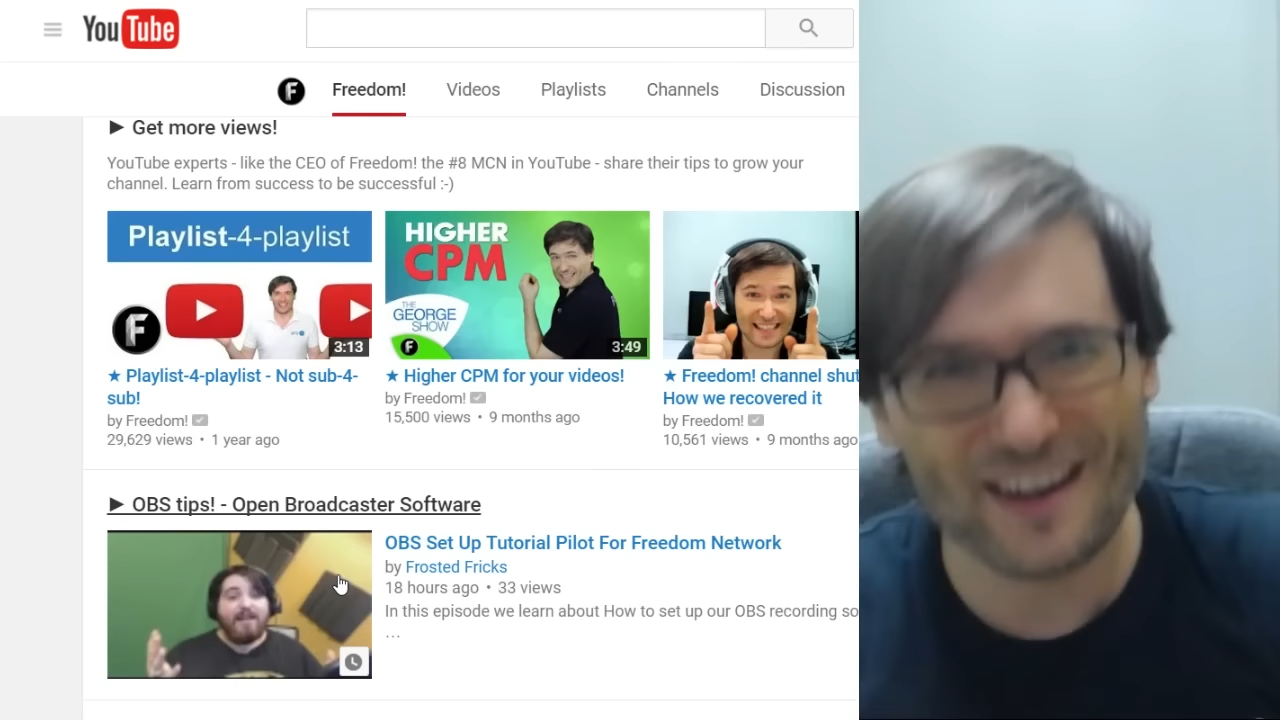 YouTube
Freedom! Videos Playlists Channels Discussion
► Get more views!
YouTube experts - like the CEO of Freedom! the #8 MCN in YouTube - share their tips to grow your
channel. Learn from success to be successful :-)
Playlist-4-playlist
F
3:13
HIGHER
CPM
THE
GEORGE
SHOW
F
3:49
★ Playlist-4-playlist - Not sub-4-
sub!
by Freedom!
29,629 views • 1 year ago
★ Higher CPM for your videos!
by Freedom!
15,500 views • 9 months ago
★ Freedom! channel shut
How we recovered it
by Freedom!
10,561 views • 9 months ago
► OBS tips! - Open Broadcaster Software
OBS Set Up Tutorial Pilot For Freedom Network
by Frosted Fricks
18 hours ago • 33 views
In this episode we learn about How to set up our OBS recording so
...